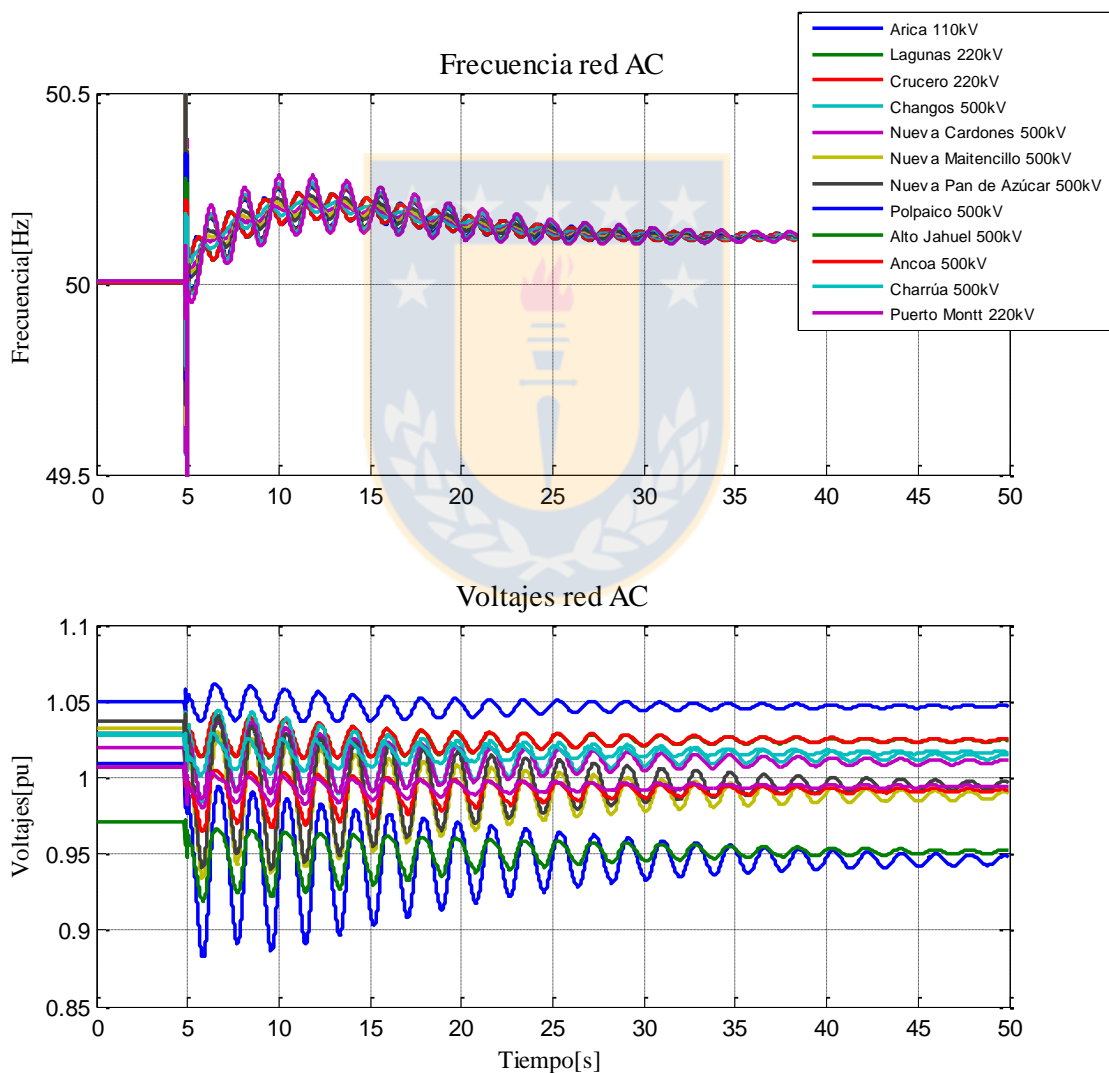 Arica 110kV
Lagunas 220kV
Crucero 220kV
Changos 500kV
Nueva Cardones 500kV
Nueva Maitencillo 500kV
Nueva Pan de Azúcar 500kV
Polpaico 500kV
Alto Jahuel 500kV
Ancoa 500kV
Charrúa 500kV
Puerto Montt 220kV
Frecuencia red AC
50.5
50
49.5
Frecuencia[Hz]
0 5 10 15 20 25 30 35 40 45 50
Voltajes red AC
1.1
1.05
1
0.95
0.9
0.85
Voltajes[pu]
0 5 10 15 20 25 30 35 40 45 50
Tiempo[s]